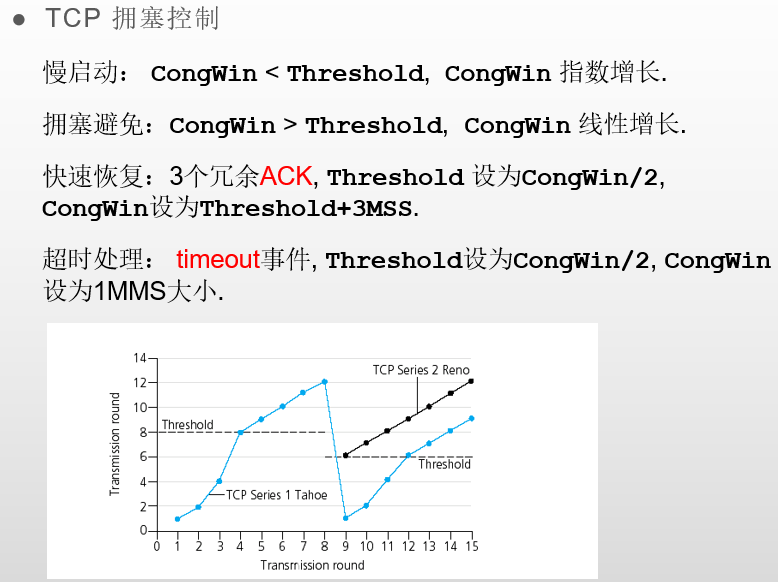 ● TCP 拥塞控制
慢启动： CongWin < Threshold, CongWin 指数增长.
拥塞避免：CongWin > Threshold, CongWin 线性增长.
快速恢复：3个冗余ACK, Threshold 设为CongWin/2,
CongWin设为Threshold+3MSS.
超时处理： timeout事件, Threshold设为CongWin/2, CongWin
设为1MMS大小.
14
TCP Series 2 Reno
12
10
Threshold
8
6
Threshold
4
TCP Series 1 Tahoe
2
0
Transmission round
0 1 2 3 4 5 6 7 8 9 10 11 12 13 14 15
Transmission round